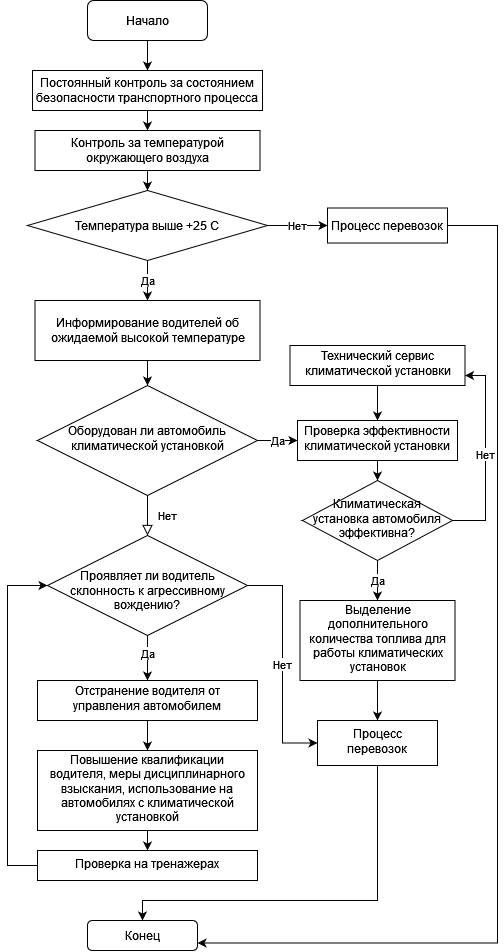 Начало
Постоянный контроль за состоянием
безопасности транспортного процесса
Контроль за температурой
окружающего воздуха
Температура выше +25 С
Нет
Процесс перевозок
Да
Информирование водителей об
ожидаемой высокой температуре
Технический сервис
климатической установки
Оборудован ли автомобиль
климатической установкой
Да
Проверка эффективности
климатической установки
Нет
Нет
Климатическая
установка автомобиля
эффективна?
Проявляет ли водитель
склонность к агрессивному
вождению?
Да
Выделение
дополнительного
количества топлива для
работы климатических
установок
Да
Нет
Отстранение водителя от
управления автомобилем
Процесс
перевозок
Повышение квалификации
водителя, меры дисциплинарного
взыскания, использование на
автомобилях с климатической
установкой
Проверка на тренажерах
Конец